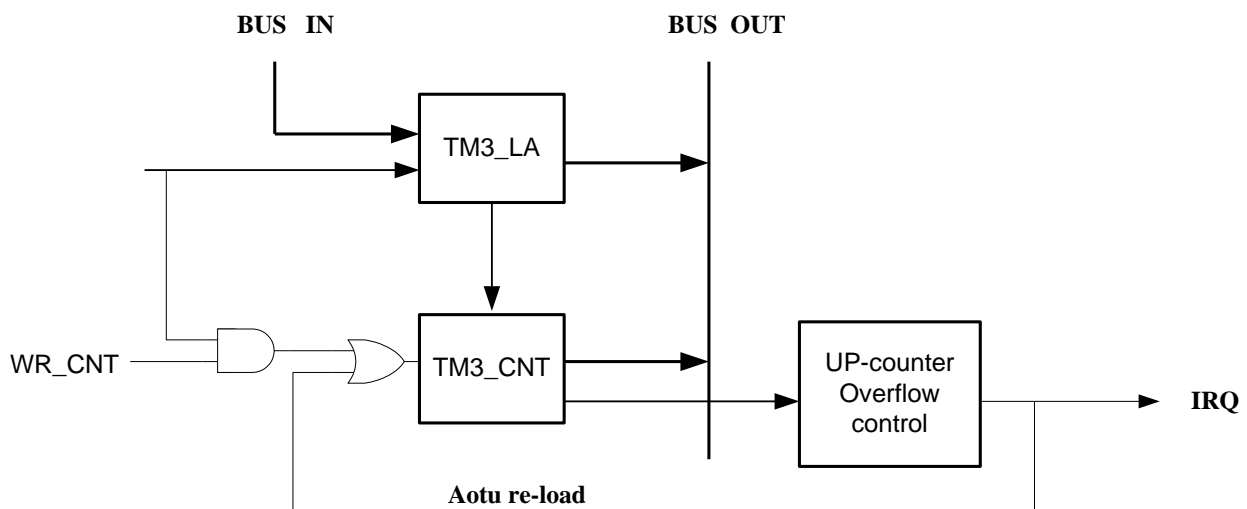 BUS IN
BUS OUT
TM3_LA
WR_CNT
TM3_CNT
UP-counter
Overflow
control
IRQ
Aotu re-load